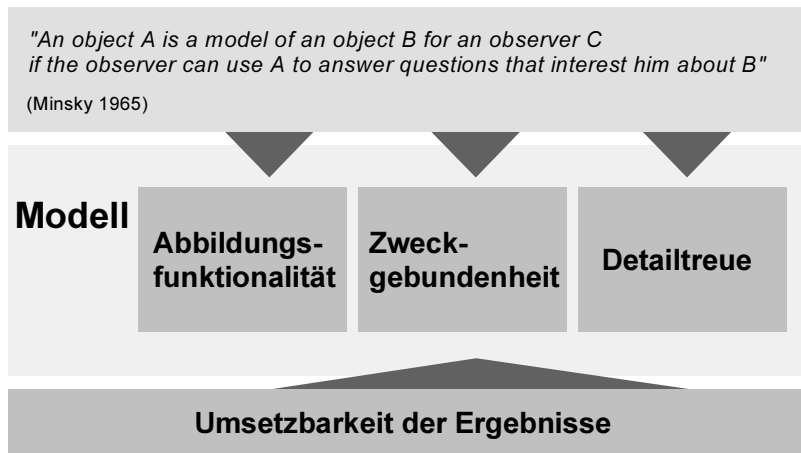 "An object A is a model of an object B for an observer C
if the observer can use A to answer questions that interest him about B"
(Minsky 1965)
Modell
Abbildungs-
funktionalität
Zweck-
gebundenheit
Detailtreue
Umsetzbarkeit der Ergebnisse